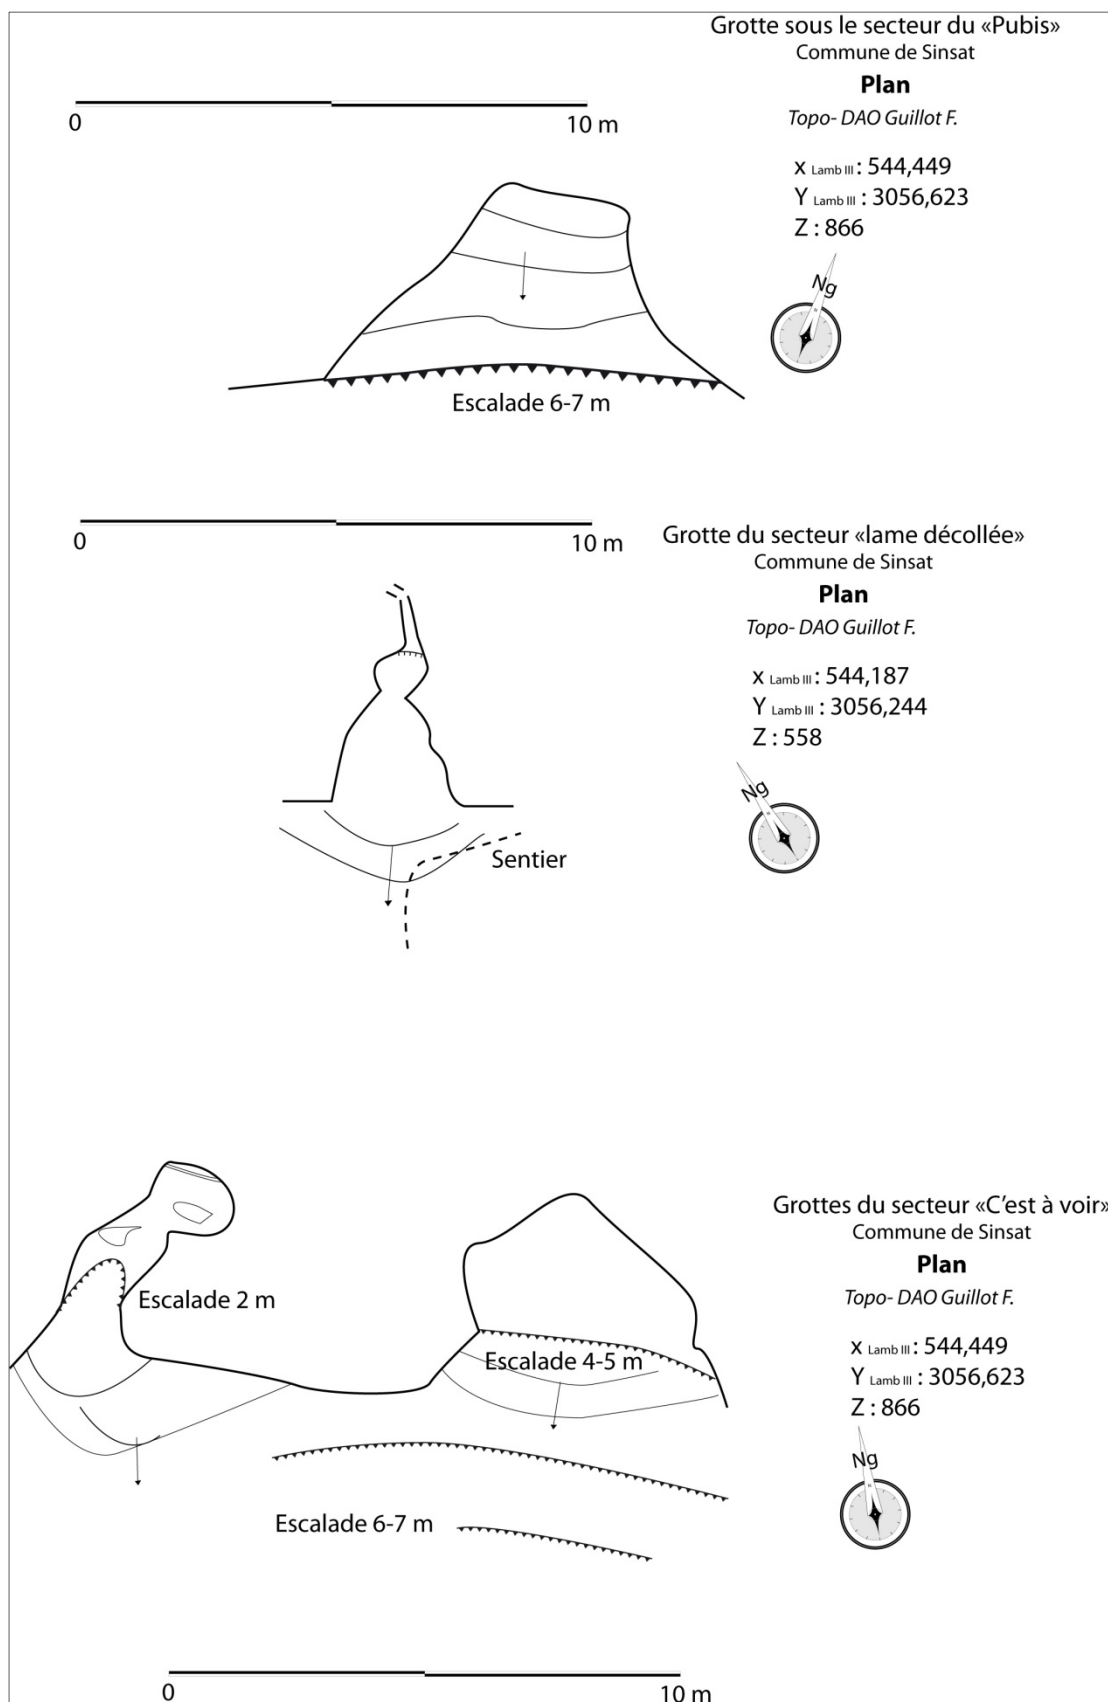 Grotte sous le secteur du «Pubis»
Commune de Sinsat
Plan
Topo- DAO Guillot F.
0 10 m
x Lamb III : 544,449
Y Lamb III : 3056,623
Z : 866
Ng
Escalade 6-7 m
0 10 m
Grotte du secteur «lame décollée»
Commune de Sinsat
Plan
Topo- DAO Guillot F.
x Lamb III : 544,187
Y Lamb III : 3056,244
Z : 558
Ng
Sentier
Grottes du secteur «C'est à voir»
Commune de Sinsat
Plan
Topo- DAO Guillot F.
Escalade 2 m
Escalade 4-5 m
x Lamb III : 544,449
Y Lamb III : 3056,623
Z : 866
Ng
Escalade 6-7 m
0 10 m